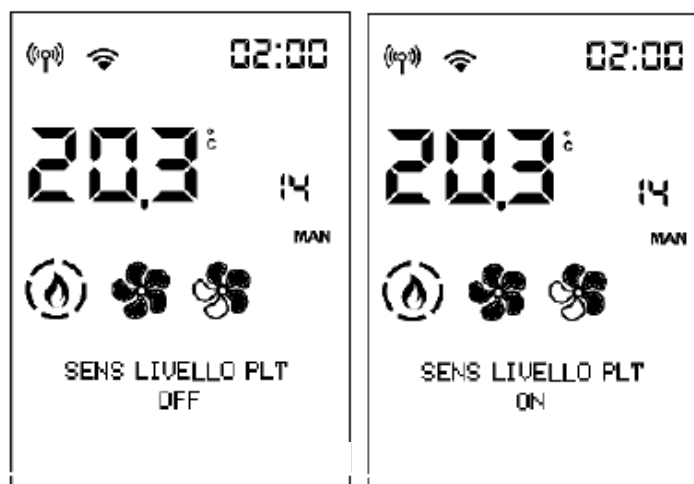 02:00
20.3 °C
14
MAN
SENS LIVELLO PLT
OFF
02:00
20.3 °C
14
MAN
SENS LIVELLO PLT
ON